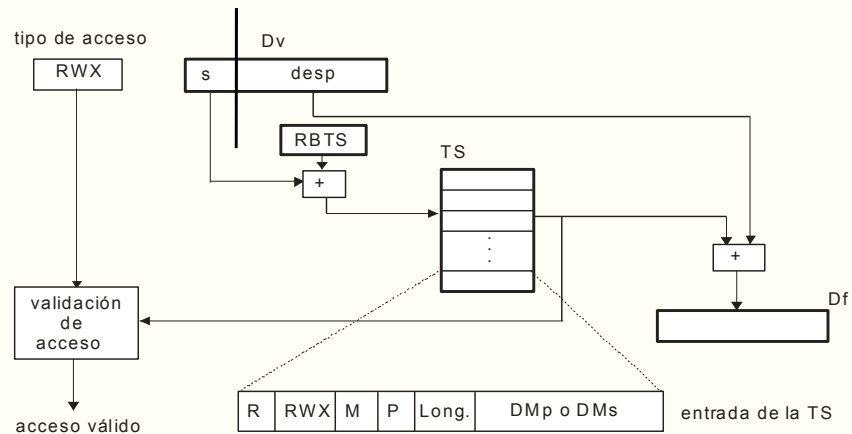 tipo de acceso
RWX
Dv
s
desp
RBTS
+
TS
+
Df
validación
de
acceso
acceso válido
R
RWX
M
P
Long.
DMp o DMs
entrada de la TS